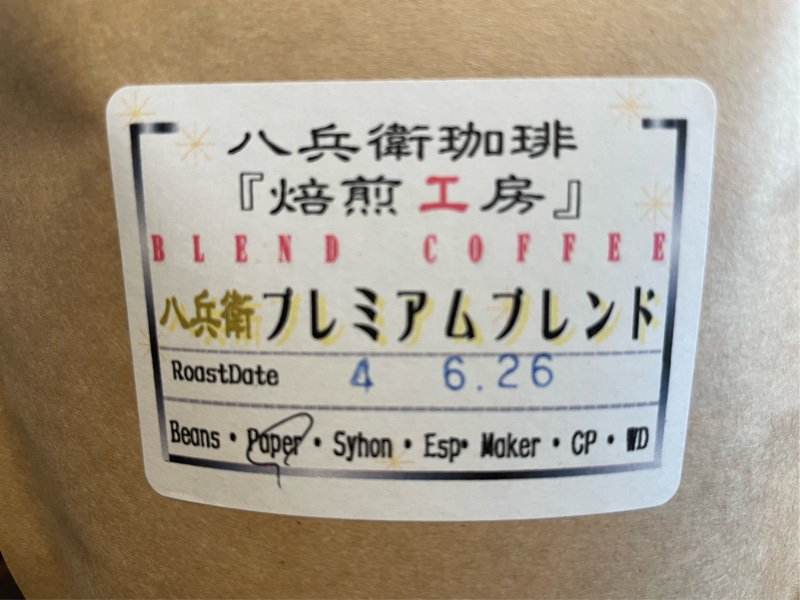 八兵衛珈琲
『焙煎工房』
BLEND COFFEE
八兵衛プレミアムブレンド
RoastDate 4 6.26
Beans・Paper・Syhon・Esp・Maker・CP・WD